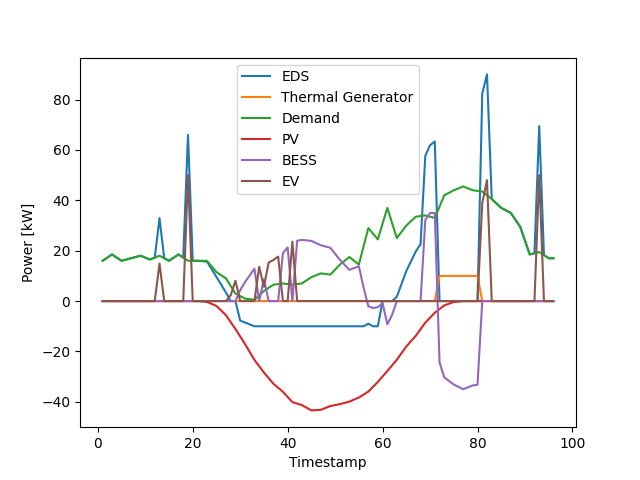 EDS
Thermal Generator
Demand
PV
BESS
EV
Power [kW]
80
60
40
20
0
−20
−40
0 20 40 60 80 100
Timestamp